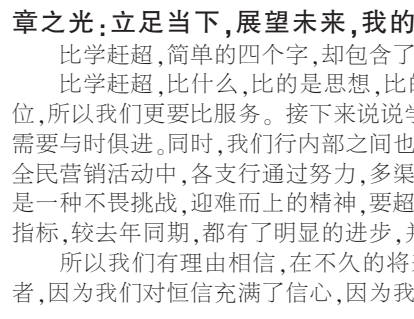 章之光：立足当下，展望未来，我的
比学赶超，简单的四个字，却包含了
比学赶超，比什么，比的是思想，比的
位，所以我们更要比服务。接下来说说学
需要与时俱进。同时，我们行内部之间也
全民营销活动中，各支行通过努力，多渠
是一种不畏挑战，迎难而上的精神，要超
指标，较去年同期，都有了明显的进步，并
所以我们有理由相信，在不久的将来
者，因为我们对恒信充满了信心，因为我